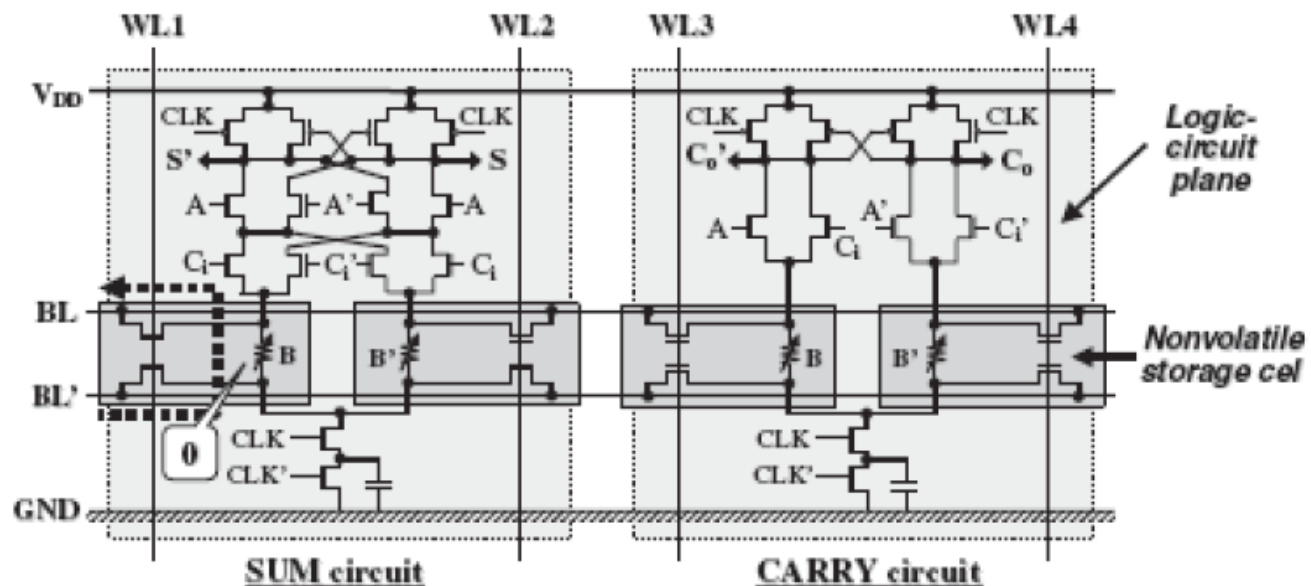 WL1 WL2 WL3 WL4
VDD
CLK CLK CLK CLK
S' S Co' Co
Logic-
circuit
plane
A A' A A Ci A' Ci'
Ci Ci' Ci
BL
B B' B B'
Nonvolatile
storage cel
BL'
0
CLK CLK
CLK' CLK'
GND
SUM circuit CARRY circuit